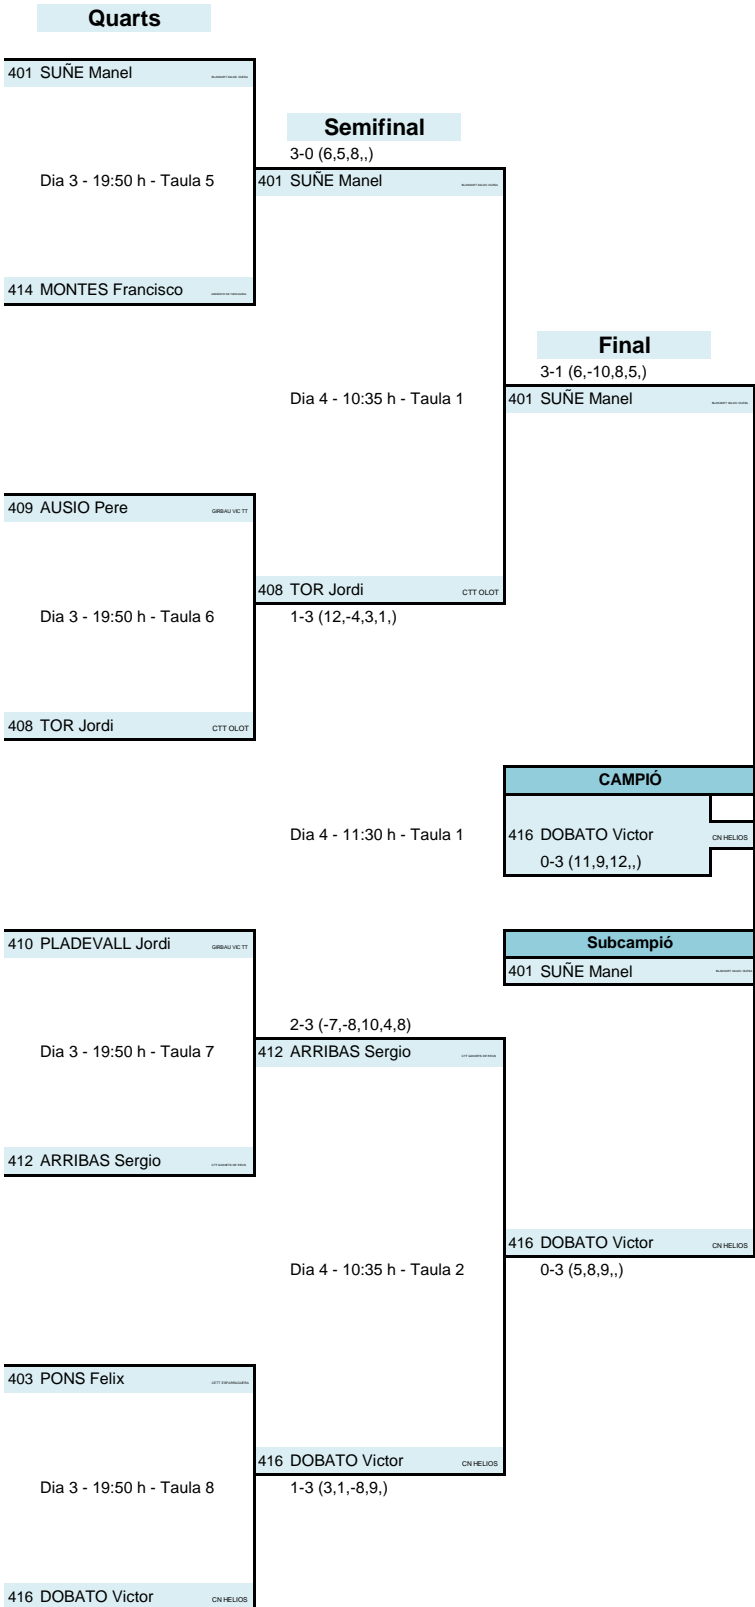 Quarts
401 SUÑE Manel
Semifinal
3-0 (6,5,8,,)
Dia 3 - 19:50 h - Taula 5
401 SUÑE Manel
414 MONTES Francisco
Final
3-1 (6,-10,8,5,)
Dia 4 - 10:35 h - Taula 1
401 SUÑE Manel
409 AUSIO Pere GIRBAU VIC TT
408 TOR Jordi CTT OLOT
Dia 3 - 19:50 h - Taula 6
1-3 (12,-4,3,1,)
408 TOR Jordi CTT OLOT
CAMPIÓ
Dia 4 - 11:30 h - Taula 1
416 DOBATO Victor CN HELIOS
0-3 (11,9,12,,)
410 PLADEVALL Jordi GIRBAU VIC TT
Subcampió
401 SUÑE Manel
2-3 (-7,-8,10,4,8)
Dia 3 - 19:50 h - Taula 7
412 ARRIBAS Sergio
412 ARRIBAS Sergio
416 DOBATO Victor CN HELIOS
Dia 4 - 10:35 h - Taula 2
0-3 (5,8,9,,)
403 PONS Felix
416 DOBATO Victor CN HELIOS
Dia 3 - 19:50 h - Taula 8
1-3 (3,1,-8,9,)
416 DOBATO Victor CN HELIOS